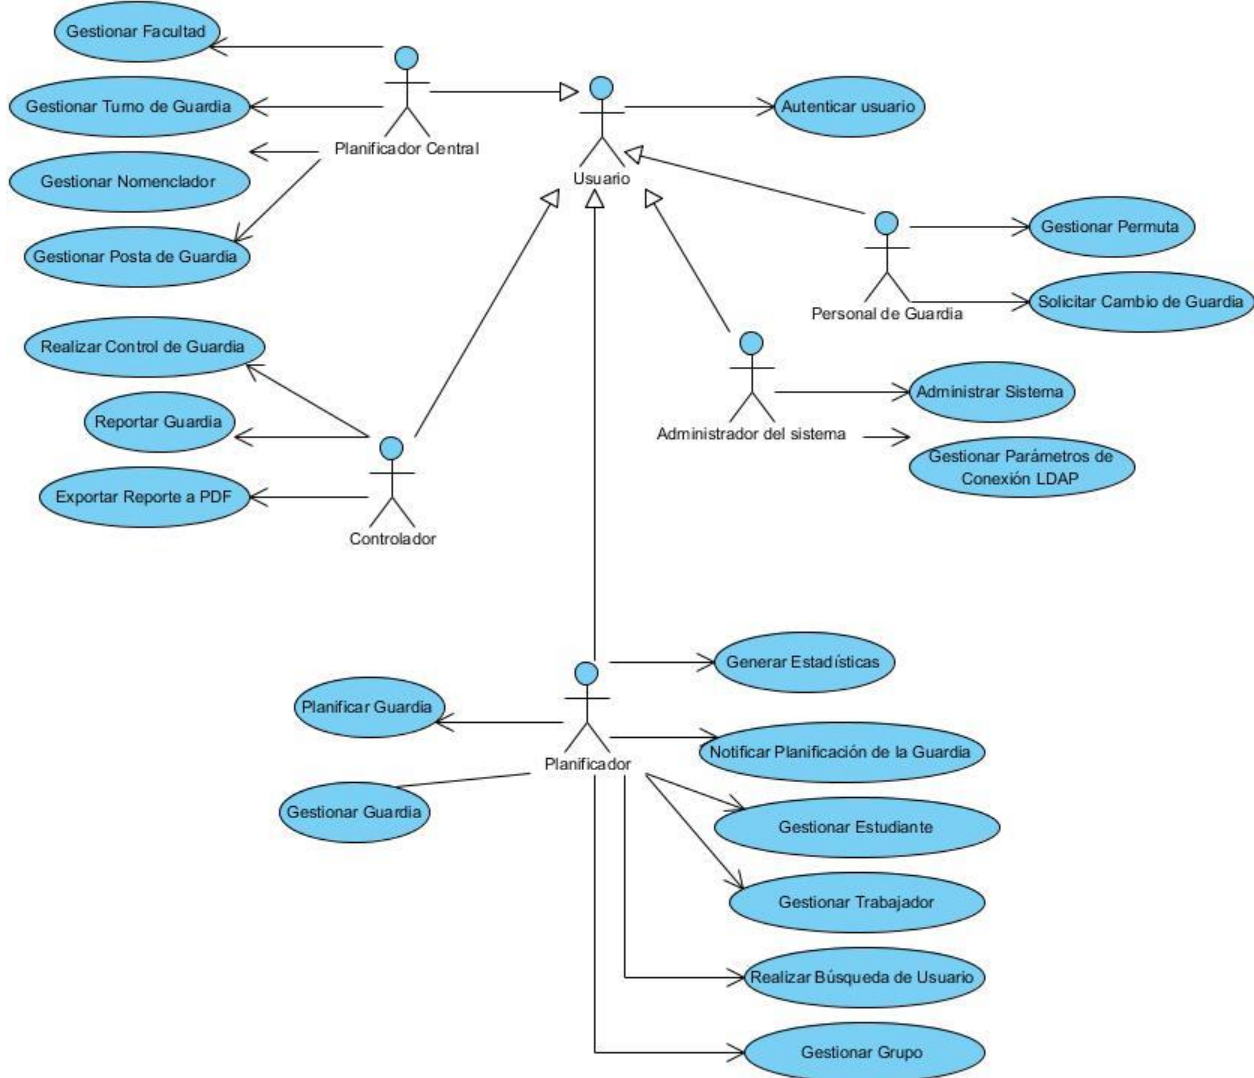 Gestionar Facultad
Gestionar Turno de Guardia
Planificador Central
Gestionar Nomenclador
Gestionar Posta de Guardia
Usuario
Autenticar usuario
Gestionar Permuta
Solicitar Cambio de Guardia
Personal de Guardia
Realizar Control de Guardia
Reportar Guardia
Exportar Reporte a PDF
Controlador
Administrar Sistema
Administrador del sistema
Gestionar Parámetros de
Conexión LDAP
Generar Estadísticas
Planificar Guardia
Notificar Planificación de la Guardia
Planificador
Gestionar Guardia
Gestionar Estudiante
Gestionar Trabajador
Realizar Búsqueda de Usuario
Gestionar Grupo